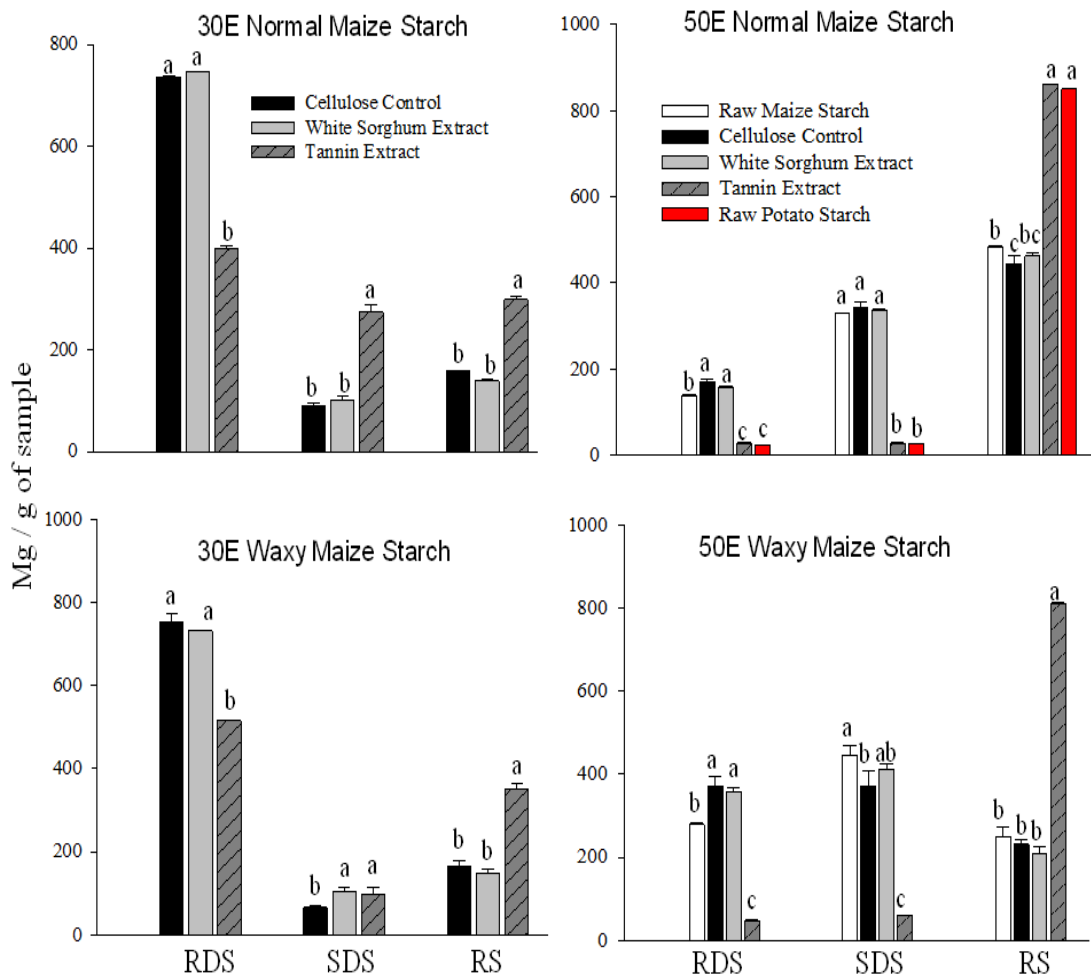 30E Normal Maize Starch
800
600
400
200
0
Cellulose Control
White Sorghum Extract
Tannin Extract
a a b
b b a
b b a
50E Normal Maize Starch
1000
800
600
400
200
0
Raw Maize Starch
Cellulose Control
White Sorghum Extract
Tannin Extract
Raw Potato Starch
b a a c c
a a a b b
b c bc a a
Mg / g of sample
30E Waxy Maize Starch
1000
800
600
400
200
0
a a b
b a a
b b a
RDS SDS RS
50E Waxy Maize Starch
1000
800
600
400
200
0
b a a c
a b ab c
b b b a
RDS SDS RS